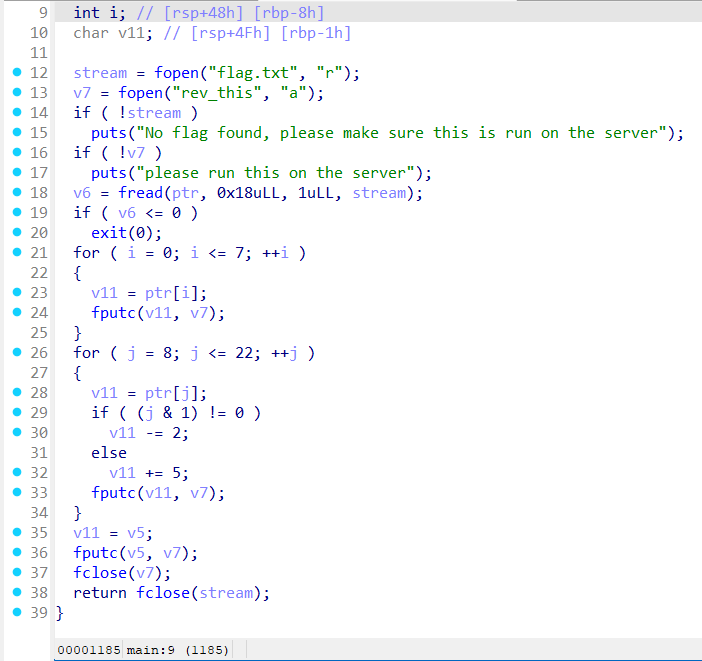 9 int i; // [rsp+48h] [rbp-8h]
10 char v11; // [rsp+4Fh] [rbp-1h]
11
12 stream = fopen("flag.txt", "r");
13 v7 = fopen("rev_this", "a");
14 if ( !stream )
15 puts("No flag found, please make sure this is run on the server");
16 if ( !v7 )
17 puts("please run this on the server");
18 v6 = fread(ptr, 0x18uLL, 1uLL, stream);
19 if ( v6 <= 0 )
20 exit(0);
21 for ( i = 0; i <= 7; ++i )
22 {
23 v11 = ptr[i];
24 fputc(v11, v7);
25 }
26 for ( j = 8; j <= 22; ++j )
27 {
28 v11 = ptr[j];
29 if ( (j & 1) != 0 )
30 v11 -= 2;
31 else
32 v11 += 5;
33 fputc(v11, v7);
34 }
35 v11 = v5;
36 fputc(v5, v7);
37 fclose(v7);
38 return fclose(stream);
39 }
00001185 main:9 (1185)